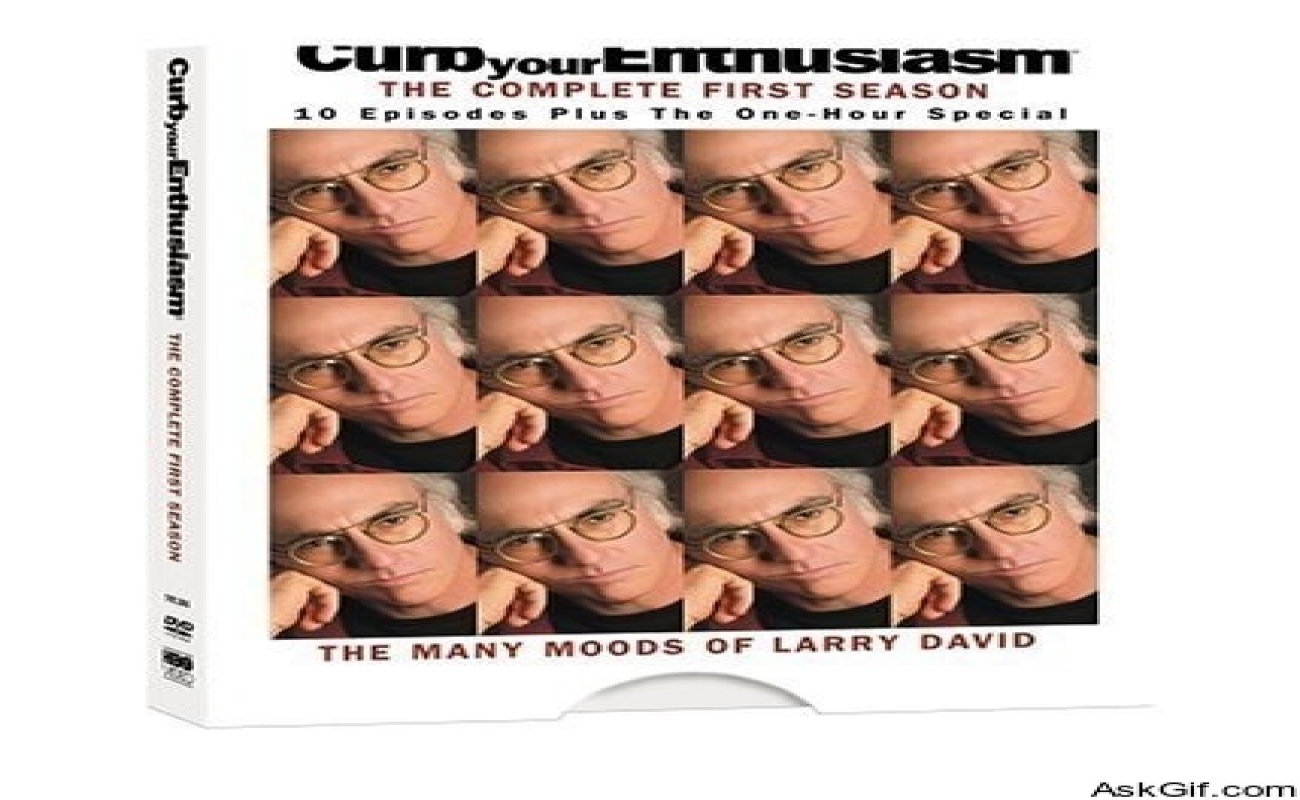 Curb your Enthusiasm
THE COMPLETE FIRST SEASON
10 Episodes Plus The One-Hour Special
THE MANY MOODS OF LARRY DAVID
Curb your Enthusiasm
THE COMPLETE FIRST SEASON
DVD
HBO
AskGif.com